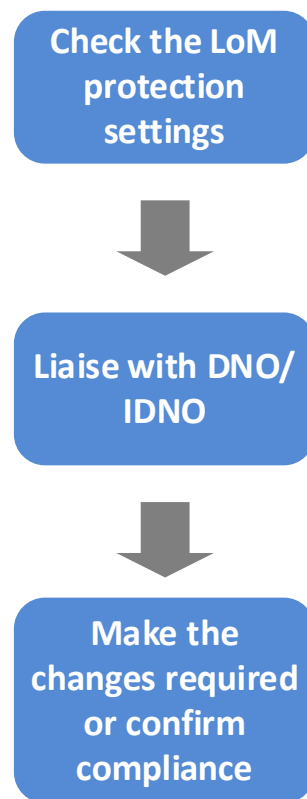 Check the LoM
protection
settings
Liaise with DNO/
IDNO
Make the
changes required
or confirm
compliance